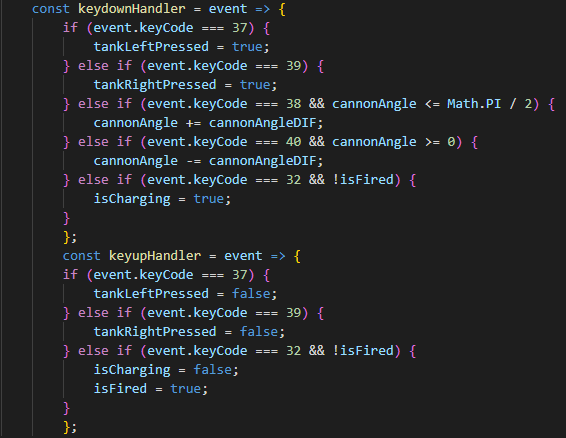 const keydownHandler = event => {
if (event.keyCode === 37) {
tankLeftPressed = true;
} else if (event.keyCode === 39) {
tankRightPressed = true;
} else if (event.keyCode === 38 && cannonAngle <= Math.PI / 2) {
cannonAngle += cannonAngleDIF;
} else if (event.keyCode === 40 && cannonAngle >= 0) {
cannonAngle -= cannonAngleDIF;
} else if (event.keyCode === 32 && !isFired) {
isCharging = true;
}
};
const keyupHandler = event => {
if (event.keyCode === 37) {
tankLeftPressed = false;
} else if (event.keyCode === 39) {
tankRightPressed = false;
} else if (event.keyCode === 32 && !isFired) {
isCharging = false;
isFired = true;
}
};